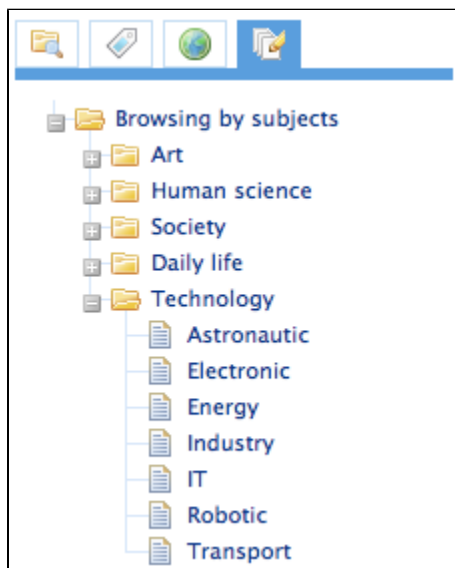 Browsing by subjects
Art
Human science
Society
Daily life
Technology
Astronautic
Electronic
Energy
Industry
IT
Robotic
Transport